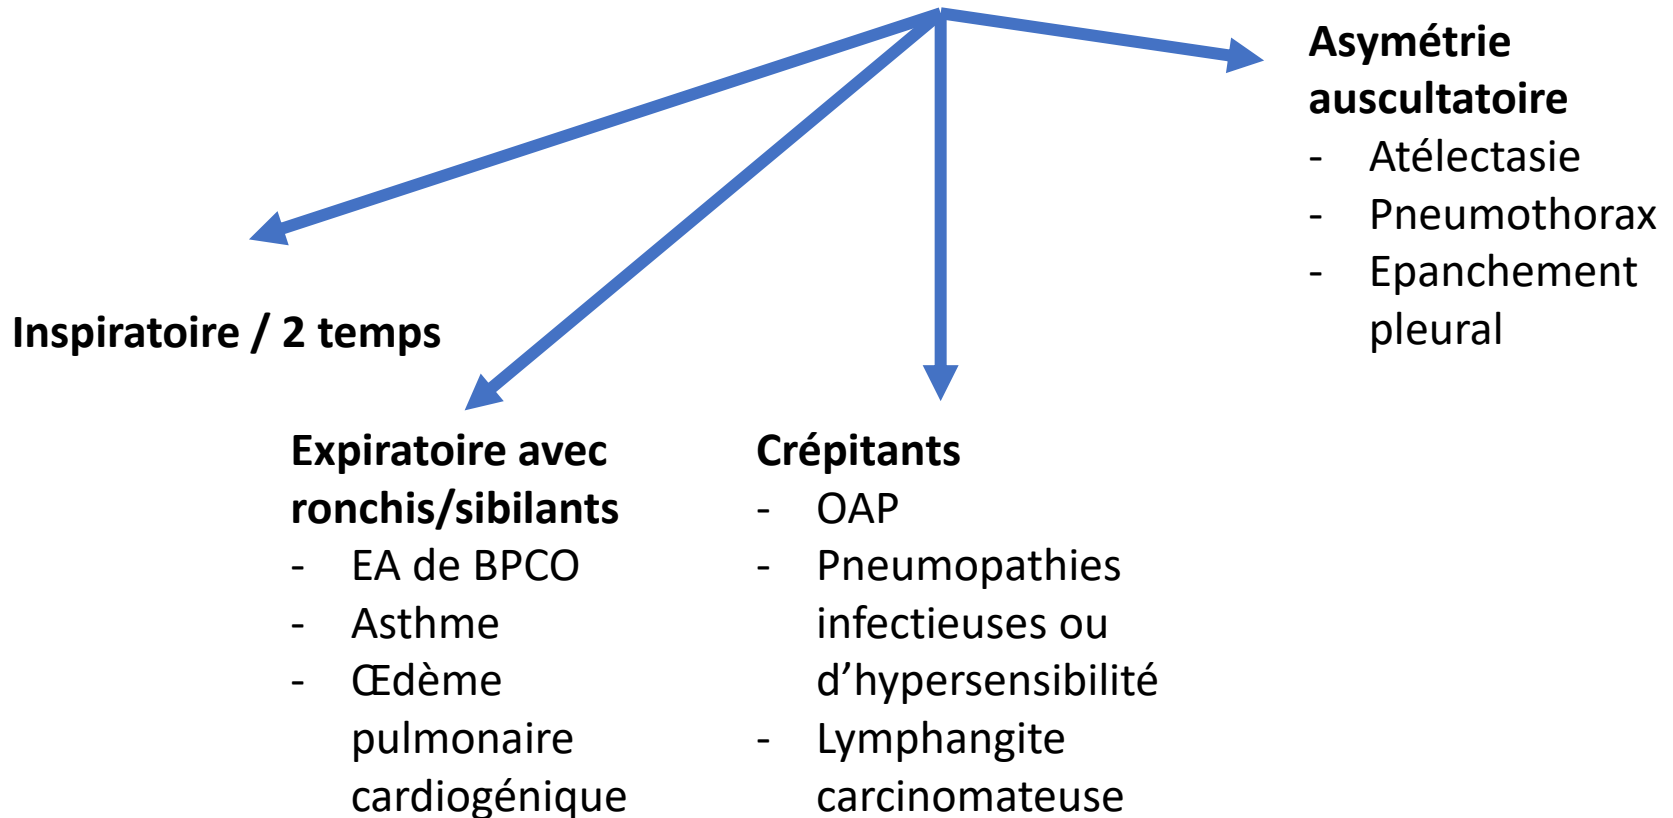 Asymétrie
auscultatoire
- Atélectasie
- Pneumothorax
- Epanchement
pleural
Inspiratoire / 2 temps
Expiratoire avec
ronchis/sibilants
- EA de BPCO
- Asthme
- Œdème
pulmonaire
cardiogénique
Crépitants
- OAP
- Pneumopathies
infectieuses ou
d’hypersensibilité
- Lymphangite
carcinomateuse